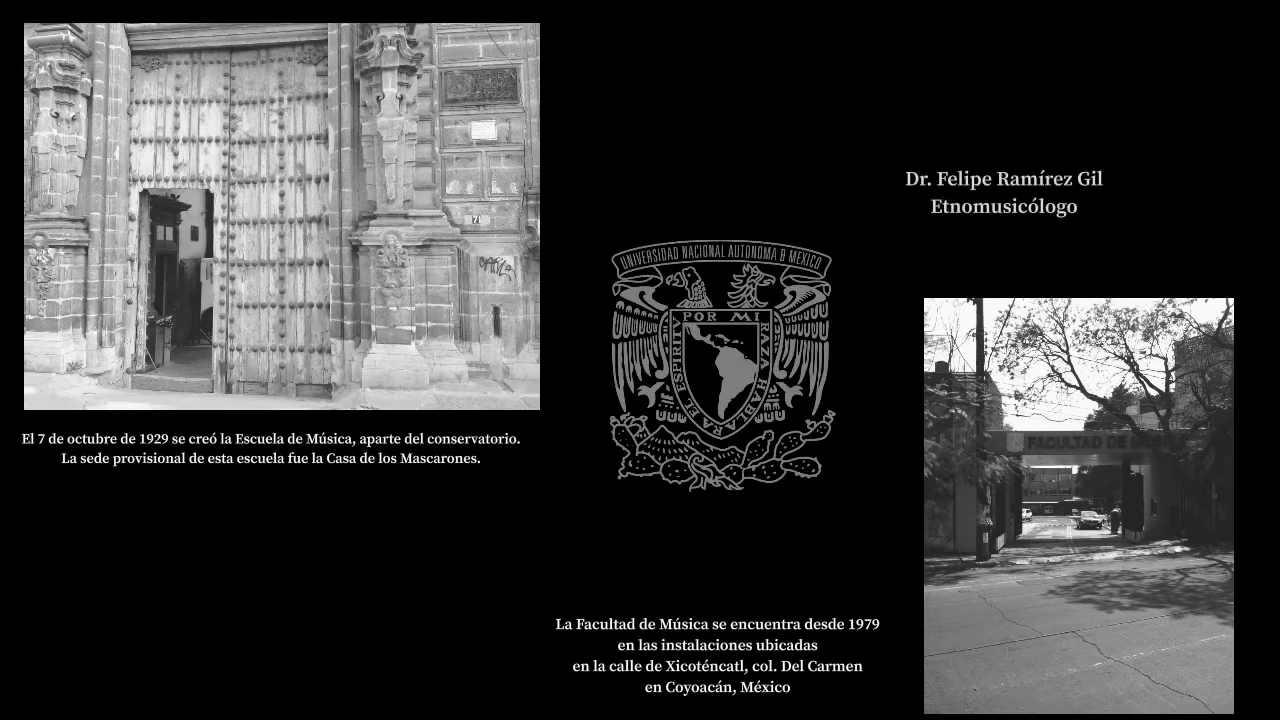 El 7 de octubre de 1929 se creó la Escuela de Música, aparte del conservatorio.
La sede provisional de esta escuela fue la Casa de los Mascarones.
Dr. Felipe Ramírez Gil
Etnomusicólogo
UNIVERSIDAD NACIONAL AUTONOMA D MEXICO
POR MI
RAZA HABLARA EL
ESPIRITV
FACULTAD DE
La Facultad de Música se encuentra desde 1979
en las instalaciones ubicadas
en la calle de Xicoténcatl, col. Del Carmen
en Coyoacán, México
71